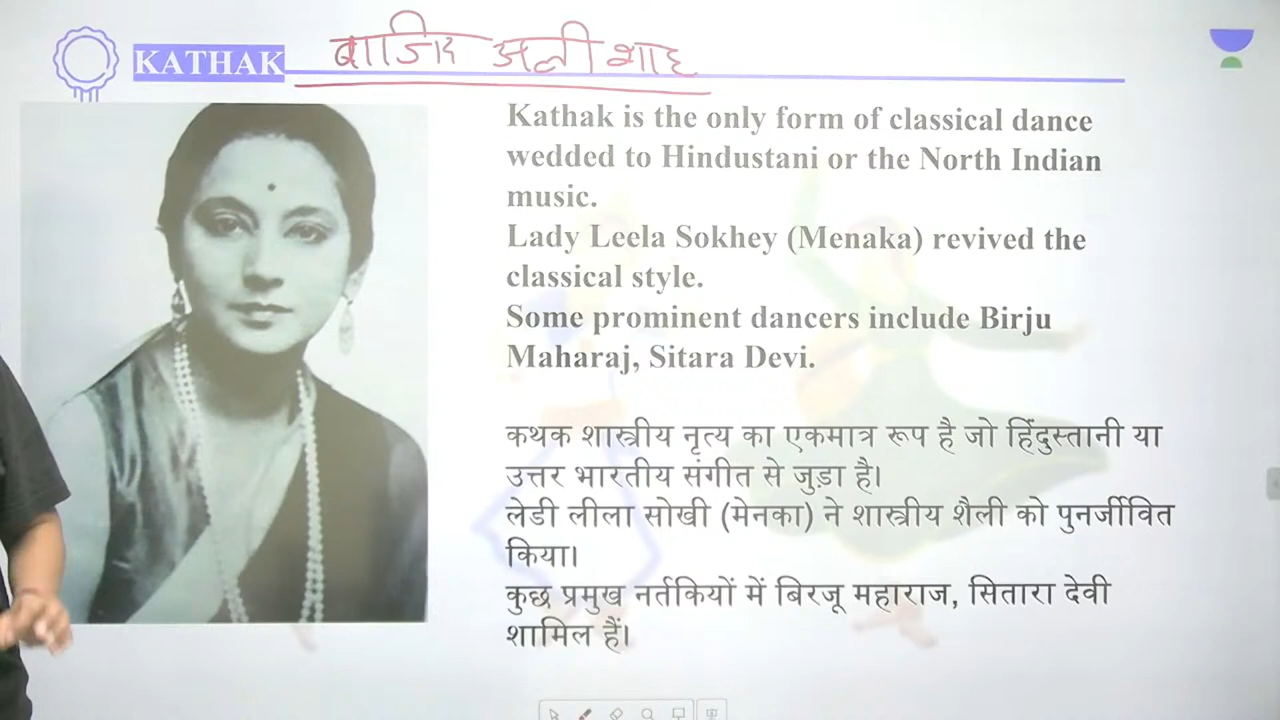 वाजिद अली शाह
KATHAK
Kathak is the only form of classical dance
wedded to Hindustani or the North Indian
music.
Lady Leela Sokhey (Menaka) revived the
classical style.
Some prominent dancers include Birju
Maharaj, Sitara Devi.
कथक शास्त्रीय नृत्य का एकमात्र रूप है जो हिंदुस्तानी या
उत्तर भारतीय संगीत से जुड़ा है।
लेडी लीला सोखी (मेनका) ने शास्त्रीय शैली को पुनर्जीवित
किया।
कुछ प्रमुख नर्तकियों में बिरजू महाराज, सितारा देवी
शामिल हैं।